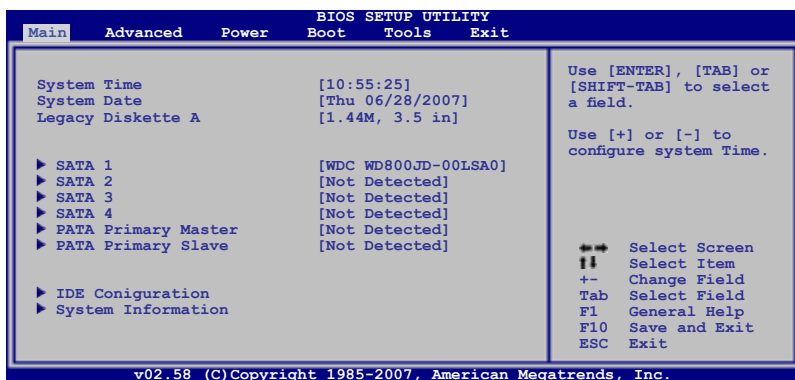 BIOS SETUP UTILITY
Main Advanced Power Boot Tools Exit
System Time [10:55:25]
System Date [Thu 06/28/2007]
Legacy Diskette A [1.44M, 3.5 in]
SATA 1 [WDC WD800JD-00LSA0]
SATA 2 [Not Detected]
SATA 3 [Not Detected]
SATA 4 [Not Detected]
PATA Primary Master [Not Detected]
PATA Primary Slave [Not Detected]
IDE Coniguration
System Information
Use [ENTER], [TAB] or
[SHIFT-TAB] to select
a field.
Use [+] or [-] to
configure system Time.
←→ Select Screen
↑↓ Select Item
+- Change Field
Tab Select Field
F1 General Help
F10 Save and Exit
ESC Exit
v02.58 (C)Copyright 1985-2007, American Megatrends, Inc.